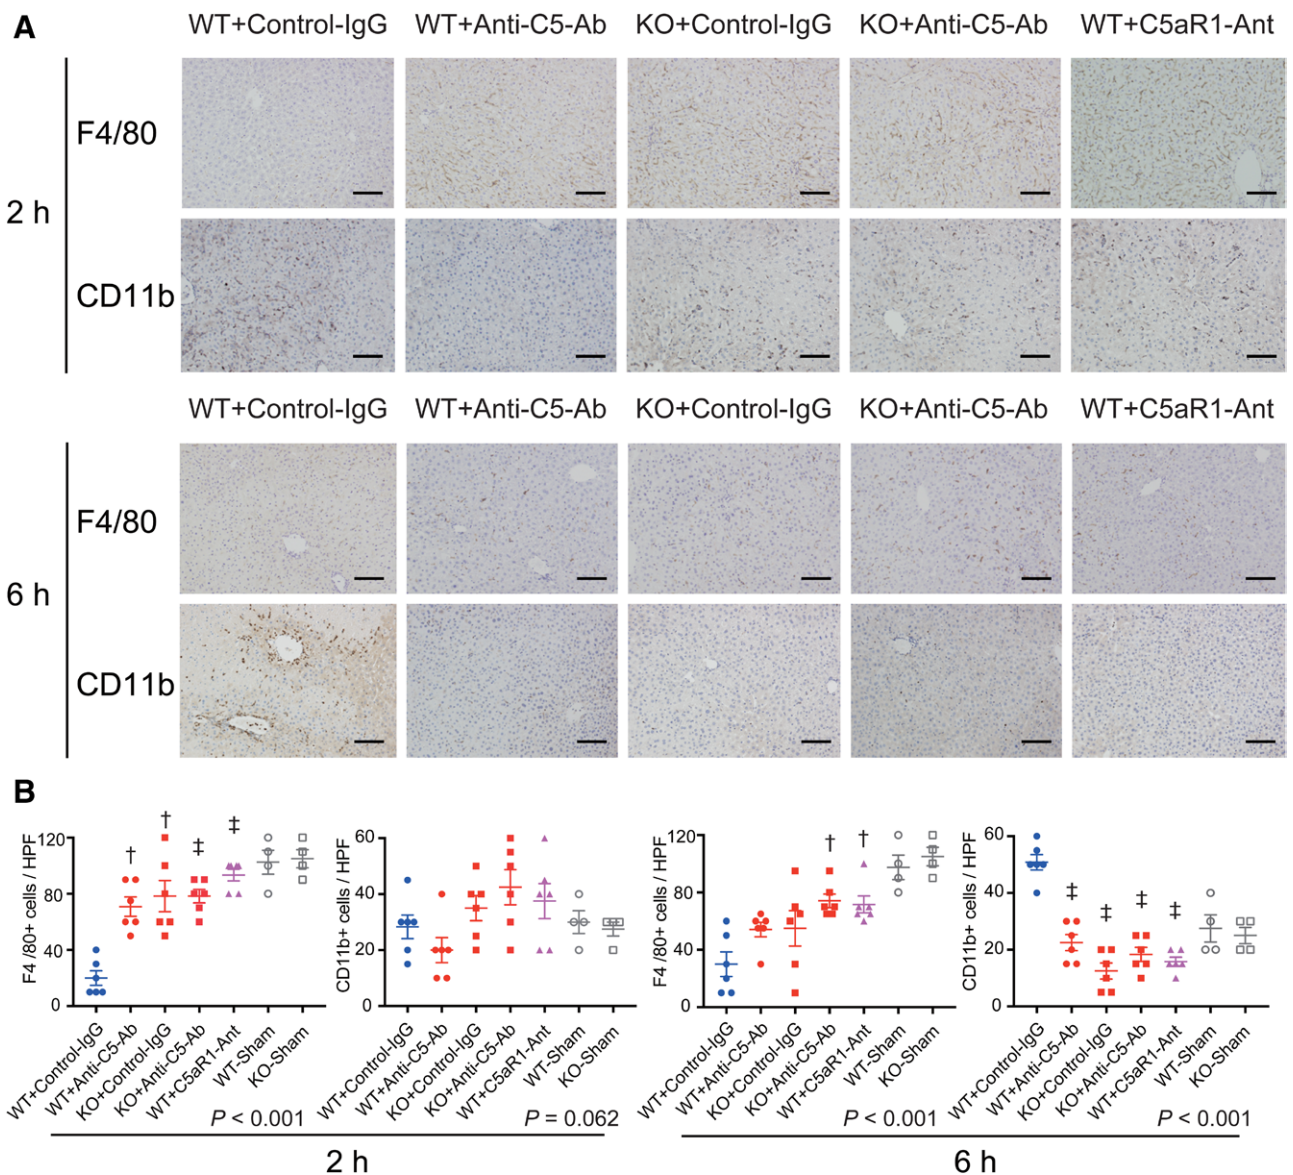 A
WT+Control-IgG WT+Anti-C5-Ab KO+Control-IgG KO+Anti-C5-Ab WT+C5aR1-Ant
2 h
F4/80
CD11b
WT+Control-IgG WT+Anti-C5-Ab KO+Control-IgG KO+Anti-C5-Ab WT+C5aR1-Ant
6 h
F4/80
CD11b
B
F4 /80+ cells / HPF
120
80
40
0
† † ‡ ‡
WT+Control-IgG
WT+Anti-C5-Ab
KO+Control-IgG
KO+Anti-C5-Ab
WT+C5aR1-Ant
WT-Sham
KO-Sham
P < 0.001
CD11b+ cells / HPF
60
40
20
0
WT+Control-IgG
WT+Anti-C5-Ab
KO+Control-IgG
KO+Anti-C5-Ab
WT+C5aR1-Ant
WT-Sham
KO-Sham
P = 0.062
2 h
F4 /80+ cells / HPF
120
80
40
0
† †
WT+Control-IgG
WT+Anti-C5-Ab
KO+Control-IgG
KO+Anti-C5-Ab
WT+C5aR1-Ant
WT-Sham
KO-Sham
P < 0.001
CD11b+ cells / HPF
60
40
20
0
‡ ‡ ‡ ‡
WT+Control-IgG
WT+Anti-C5-Ab
KO+Control-IgG
KO+Anti-C5-Ab
WT+C5aR1-Ant
WT-Sham
KO-Sham
P < 0.001
6 h